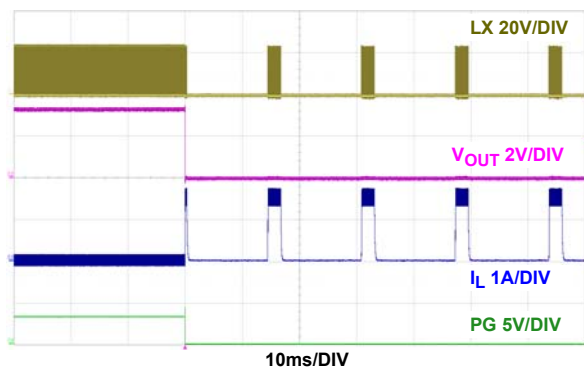 LX 20V/DIV
VOUT 2V/DIV
IL 1A/DIV
PG 5V/DIV
10ms/DIV